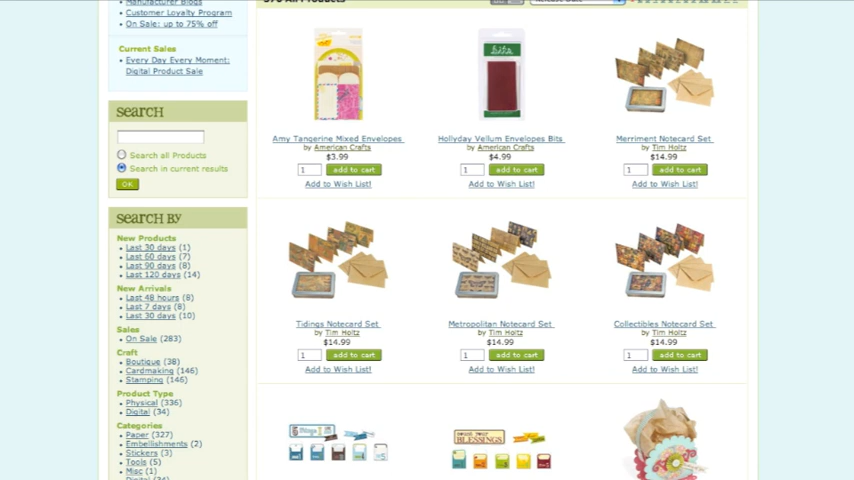 Manufacturer Blogs
Customer Loyalty Program
On Sale: up to 75% off
Current Sales
Every Day Every Moment:
Digital Product Sale
search
Search all Products
Search in current results
OK
search by
New Products
Last 30 days (1)
Last 60 days (7)
Last 90 days (8)
Last 120 days (14)
New Arrivals
Last 48 hours (8)
Last 7 days (8)
Last 30 days (10)
Sales
On Sale (283)
Craft
Boutique (38)
Cardmaking (146)
Stamping (146)
Product Type
Physical (336)
Digital (34)
Categories
Paper (327)
Embellishments (2)
Stickers (3)
Tools (5)
Misc (1)
Digital (34)
370 All Products
Release Date
bits
Amy Tangerine Mixed Envelopes
by American Crafts
$3.99
1 add to cart
Add to Wish List!
Hollyday Vellum Envelopes Bits
by American Crafts
$4.99
1 add to cart
Add to Wish List!
Merriment Notecard Set
by Tim Holtz
$14.99
1 add to cart
Add to Wish List!
Tidings Notecard Set
by Tim Holtz
$14.99
1 add to cart
Add to Wish List!
Metropolitan Notecard Set
by Tim Holtz
$14.99
1 add to cart
Add to Wish List!
Collectibles Notecard Set
by Tim Holtz
$14.99
1 add to cart
Add to Wish List!
BLESSINGS